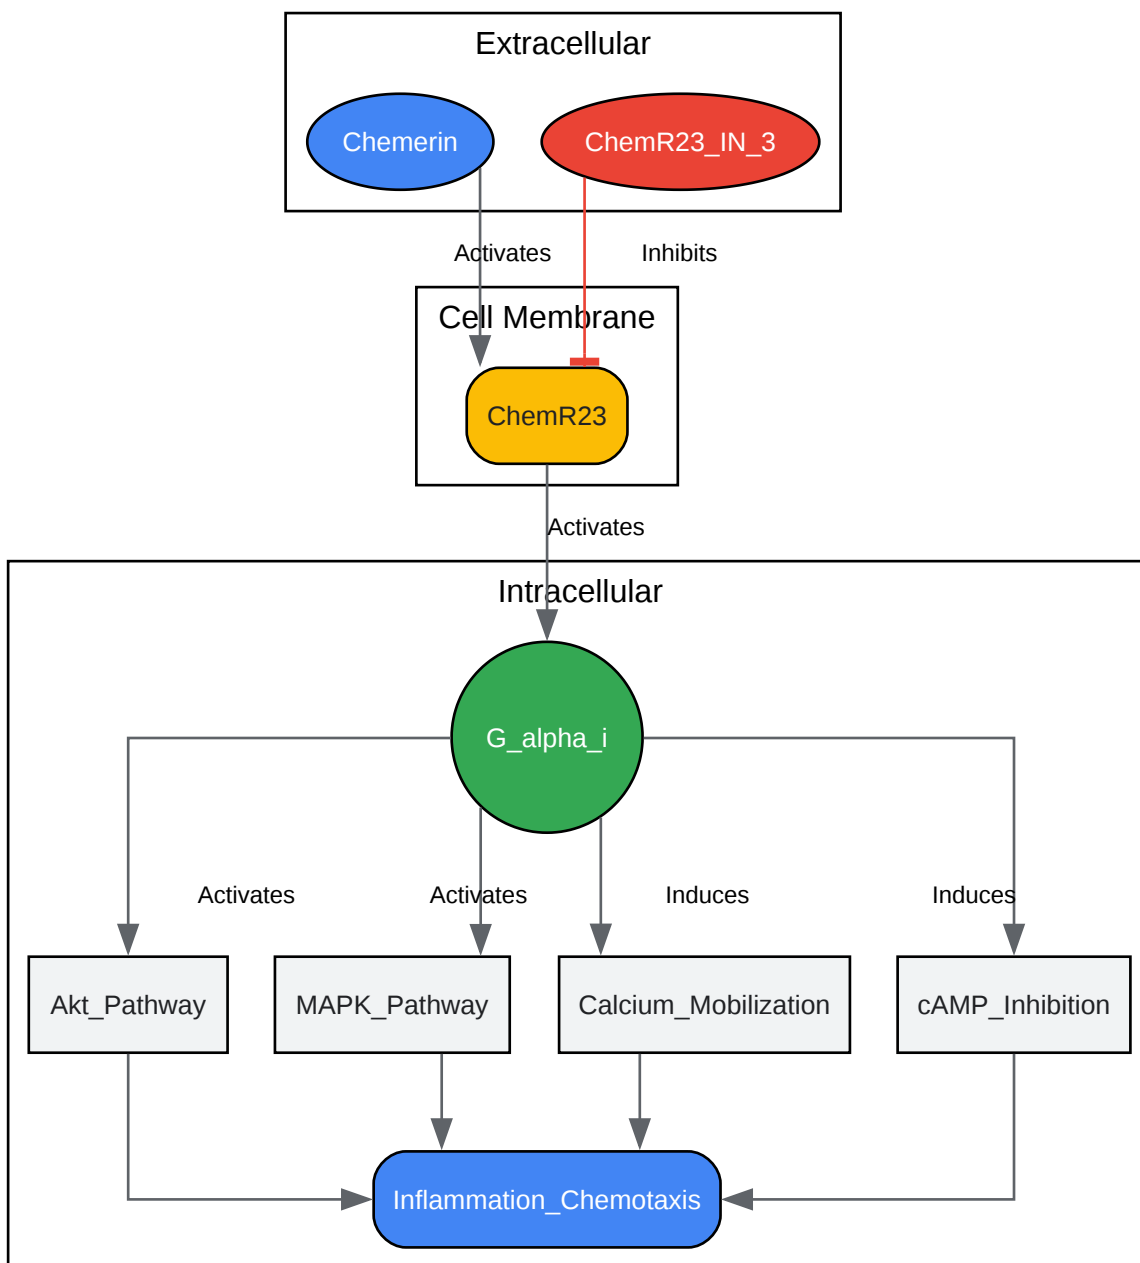 Extracellular
Chemerin
ChemR23_IN_3
Activates
Inhibits
Cell Membrane
ChemR23
Activates
Intracellular
G_alpha_i
Activates
Activates
Induces
Induces
Akt_Pathway
MAPK_Pathway
Calcium_Mobilization
cAMP_Inhibition
Inflammation_Chemotaxis